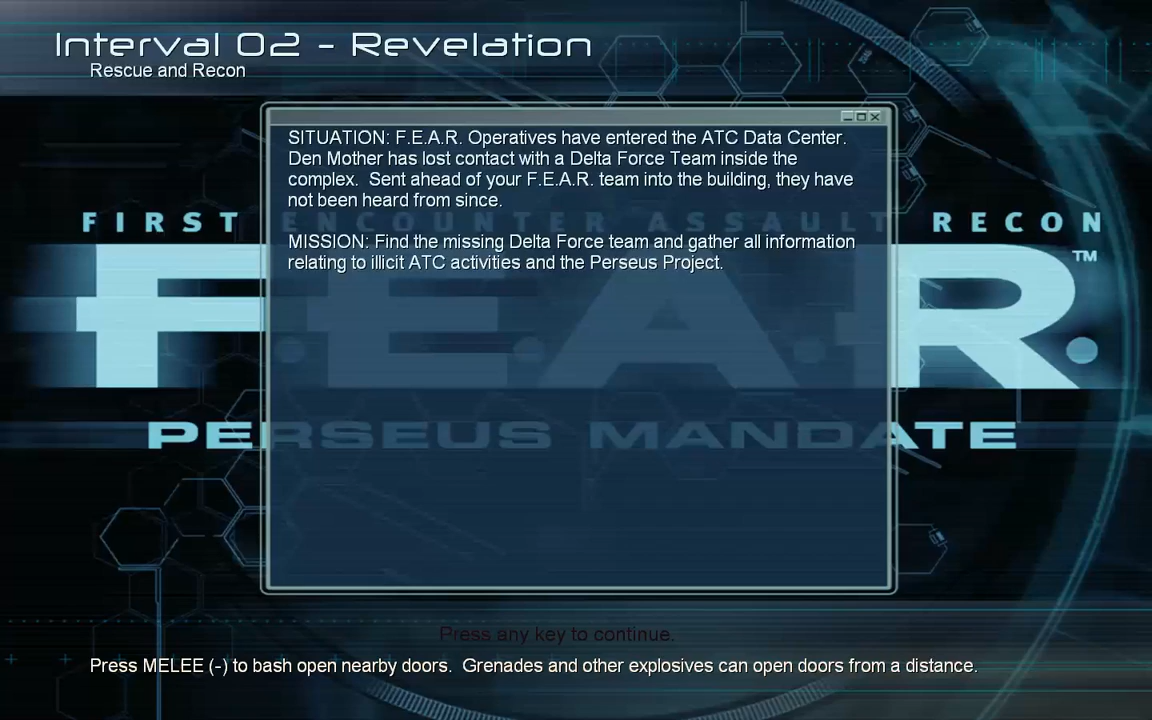 Interval 02 - Revelation
Rescue and Recon
SITUATION: F.E.A.R. Operatives have entered the ATC Data Center.
Den Mother has lost contact with a Delta Force Team inside the
complex.  Sent ahead of your F.E.A.R. team into the building, they have
not been heard from since.
MISSION: Find the missing Delta Force team and gather all information
relating to illicit ATC activities and the Perseus Project.
FIRST ENCOUNTER ASSAULT RECON
F.E.A.R.™
PERSEUS MANDATE
Press any key to continue.
Press MELEE (-) to bash open nearby doors.  Grenades and other explosives can open doors from a distance.